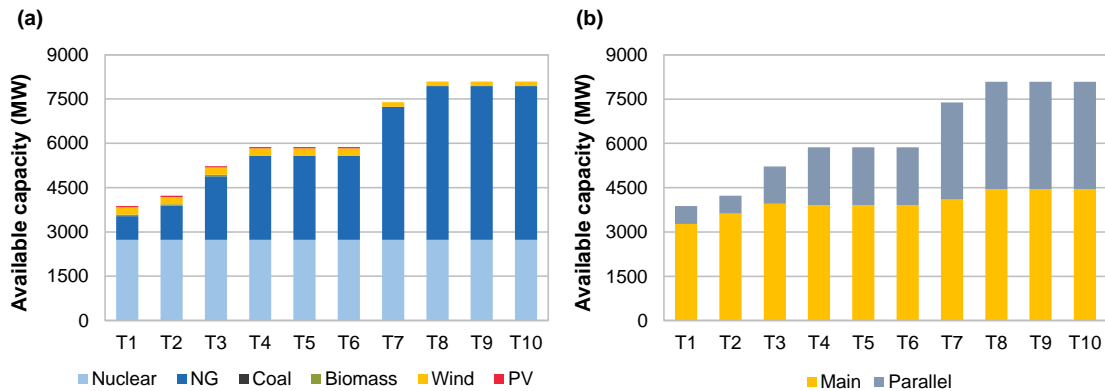 (a)
Available capacity (MW)
9000
7500
6000
4500
3000
1500
0
T1 T2 T3 T4 T5 T6 T7 T8 T9 T10
Nuclear NG Coal Biomass Wind PV
(b)
Available capacity (MW)
9000
7500
6000
4500
3000
1500
0
T1 T2 T3 T4 T5 T6 T7 T8 T9 T10
Main Parallel